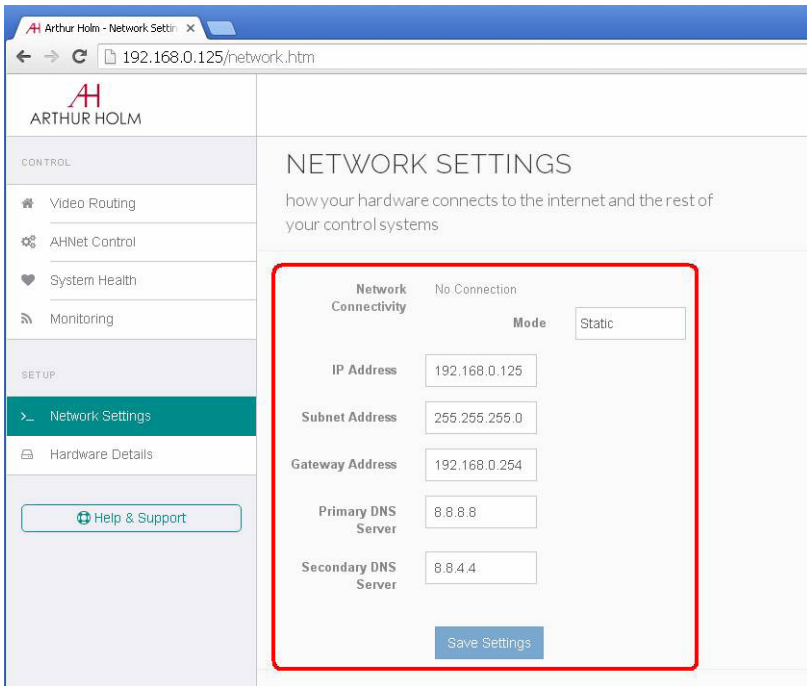 AH Arthur Holm - Network Settin
192.168.0.125/network.htm
AH
ARTHUR HOLM
CONTROL
Video Routing
AHNet Control
System Health
Monitoring
SETUP
Network Settings
Hardware Details
Help & Support
NETWORK SETTINGS
how your hardware connects to the internet and the rest of
your control systems
Network
Connectivity
No Connection
Mode
Static
IP Address
192.168.0.125
Subnet Address
255.255.255.0
Gateway Address
192.168.0.254
Primary DNS
Server
8.8.8.8
Secondary DNS
Server
8.8.4.4
Save Settings